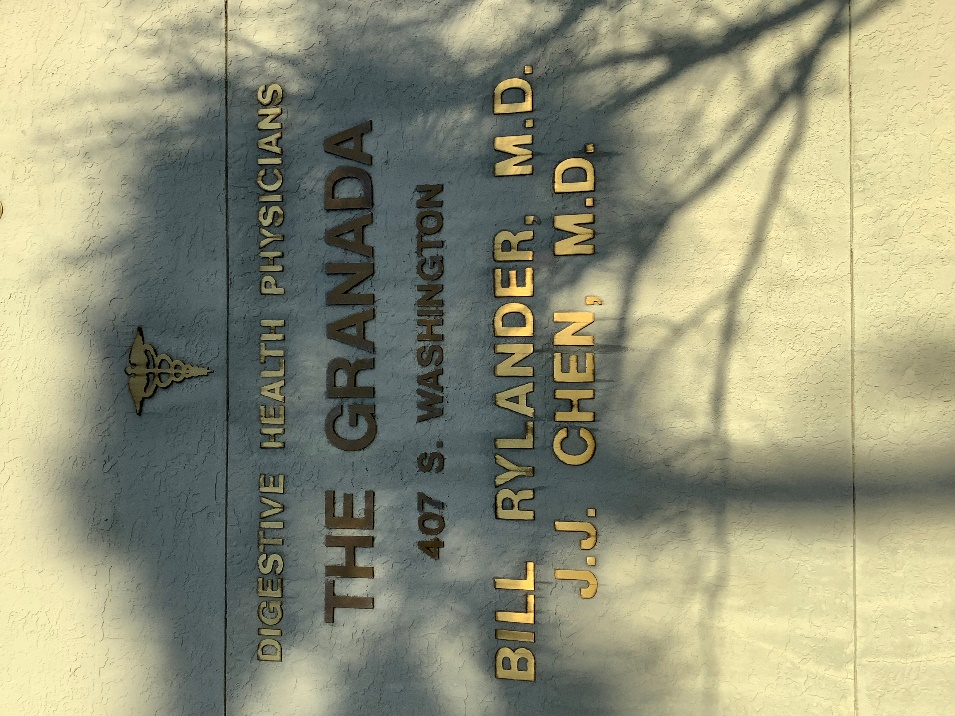 DIGESTIVE HEALTH PHYSICIANS
THE GRANADA
407 S. WASHINGTON
BILL RYLANDER, M.D.
J.J. CHEN, M.D.